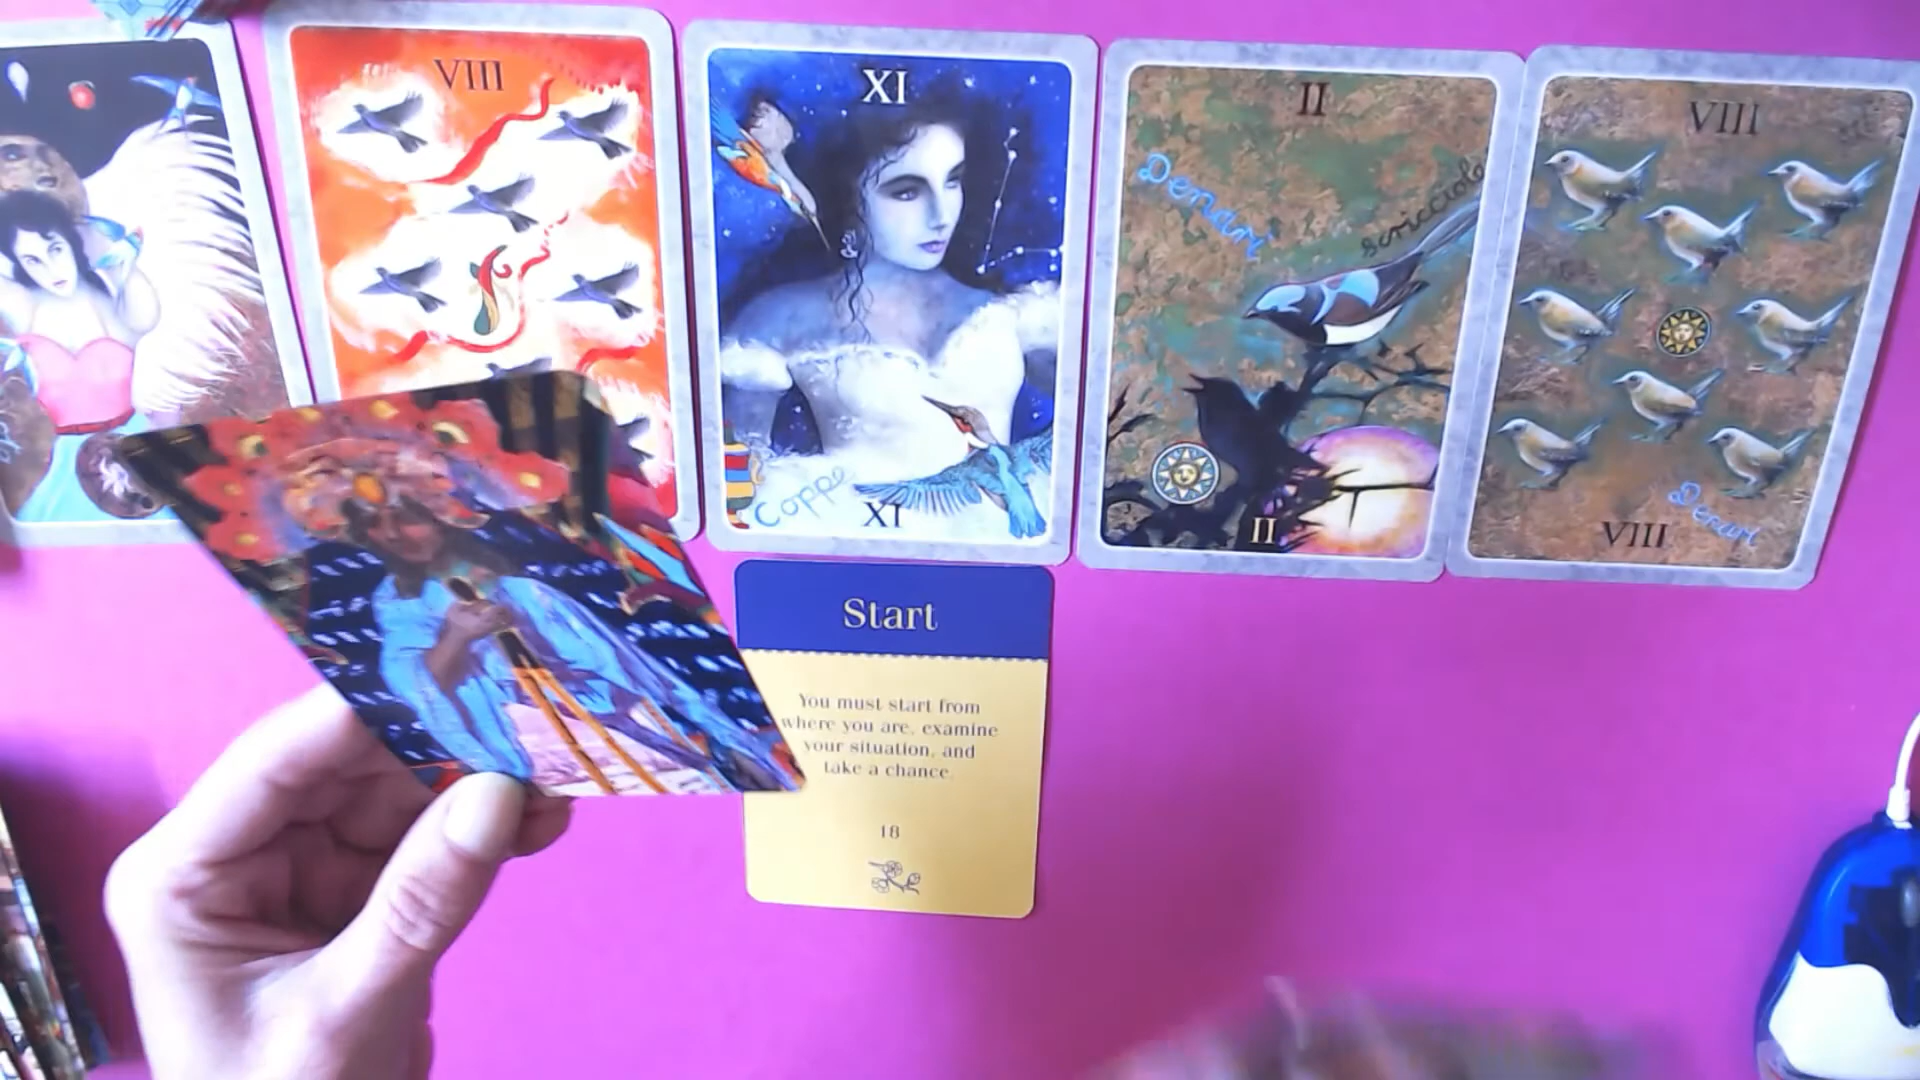 VIII
XI
Coppe
XI
II
Denari
scricciolo
II
VIII
Denari
VIII
Start
You must start from
where you are, examine
your situation, and
take a chance.
18